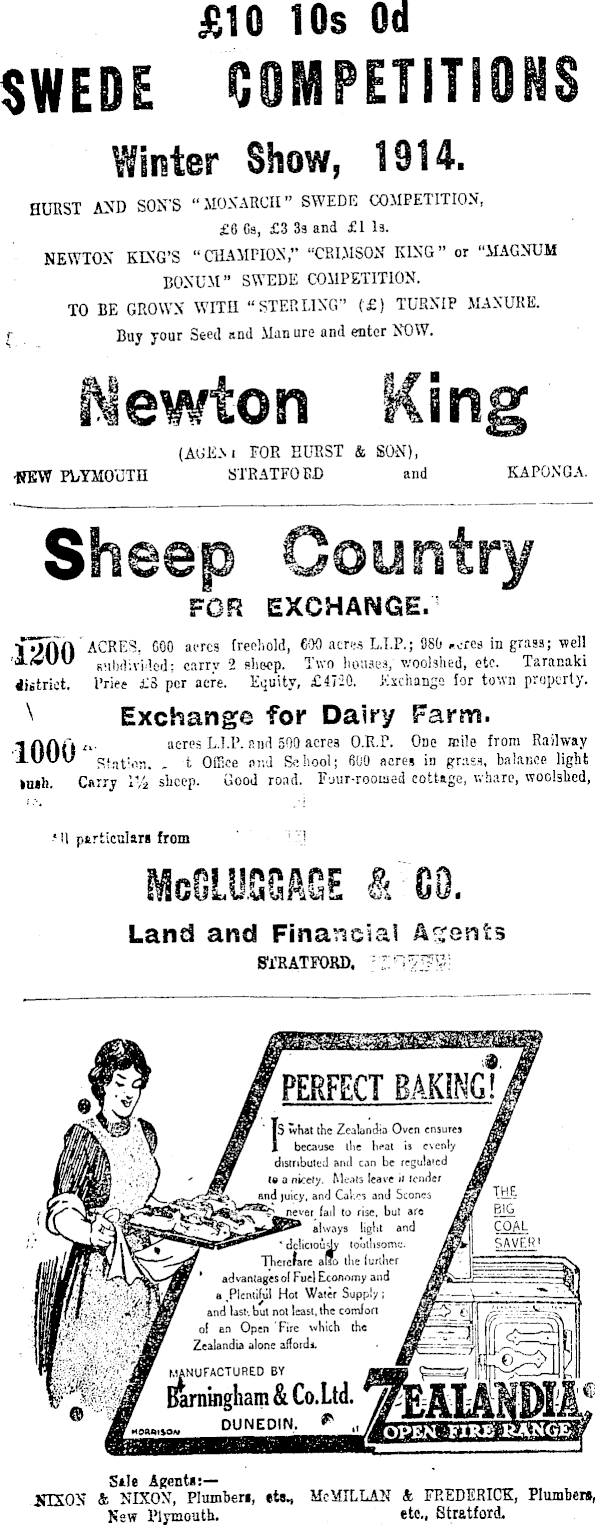 £10 10s 0d
SWEDE COMPETITIONS
Winter Show, 1914.
HURST AND SON'S "MONARCH" SWEDE COMPETITION,
£6 6s, £3 3s and £1 1s.
NEWTON KING'S "CHAMPION," "CRIMSON KING" or "MAGNUM
BONUM" SWEDE COMPETITION.
TO BE GROWN WITH "STERLING" (£) TURNIP MANURE.
Buy your Seed and Manure and enter NOW.
Newton King
(AGENT FOR HURST & SON),
NEW PLYMOUTH STRATFORD and KAPONGA.
Sheep Country
FOR EXCHANGE.
1200 ACRES, 600 acres freehold, 600 acres L.I.P.; 980 acres in grass; well
subdivided; carry 2 sheep. Two houses, woolshed, etc. Taranaki
district. Price £8 per acre. Equity, £4720. Exchange for town property.
Exchange for Dairy Farm.
1000 acres L.I.P. and 500 acres O.R.P. One mile from Railway
Station, Office and School; 600 acres in grass, balance light
bush. Carry 1½ sheep. Good road. Four-roomed cottage, whare, woolshed,
All particulars from
McCLUGGAGE & CO.
Land and Financial Agents
STRATFORD.
PERFECT BAKING!
IS what the Zealandia Oven ensures
because the heat is evenly
distributed and can be regulated
to a nicety. Meats leave it tender
and juicy, and Cakes and Scones
never fail to rise, but are
always light and
deliciously toothsome.
There are also the further
advantages of Fuel Economy and
a Plentiful Hot Water Supply;
and last, but not least, the comfort
of an Open Fire which the
Zealandia alone affords.
MANUFACTURED BY
Barningham & Co. Ltd.
DUNEDIN.
MORRISON
THE
BIG
COAL
SAVER!
ZEALANDIA
OPEN FIRE RANGE
Sale Agents:—
NIXON & NIXON, Plumbers, etc., McMILLAN & FREDERICK, Plumbers,
New Plymouth. etc., Stratford.